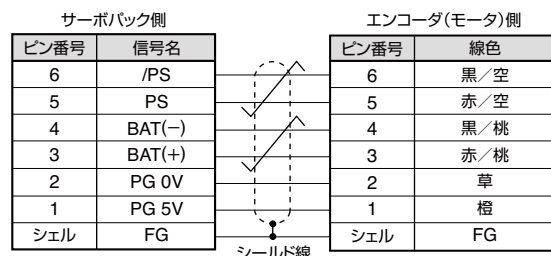 サーボパック側
ピン番号 信号名
6 /PS
5 PS
4 BAT(−)
3 BAT(+)
2 PG 0V
1 PG 5V
シェル FG
シールド線
エンコーダ(モータ)側
ピン番号 線色
6 黒/空
5 赤/空
4 黒/桃
3 赤/桃
2 草
1 橙
シェル FG